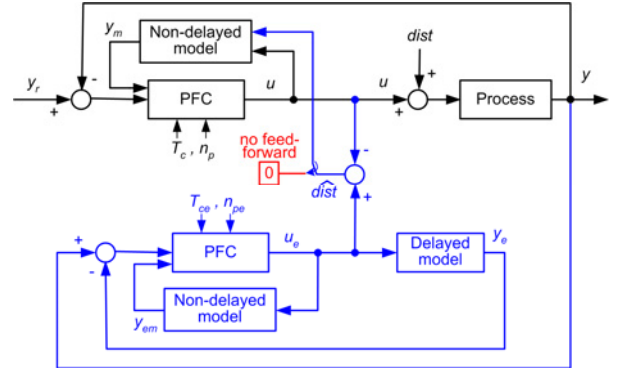 Non-delayed
model
y_m
dist
y_r
-
+
PFC
u
u
+
+
Process
y
T_c , n_p
no feed-
forward
0
-
+
dist
T_ce , n_pe
+
-
PFC
u_e
Delayed
model
y_e
Non-delayed
model
y_em